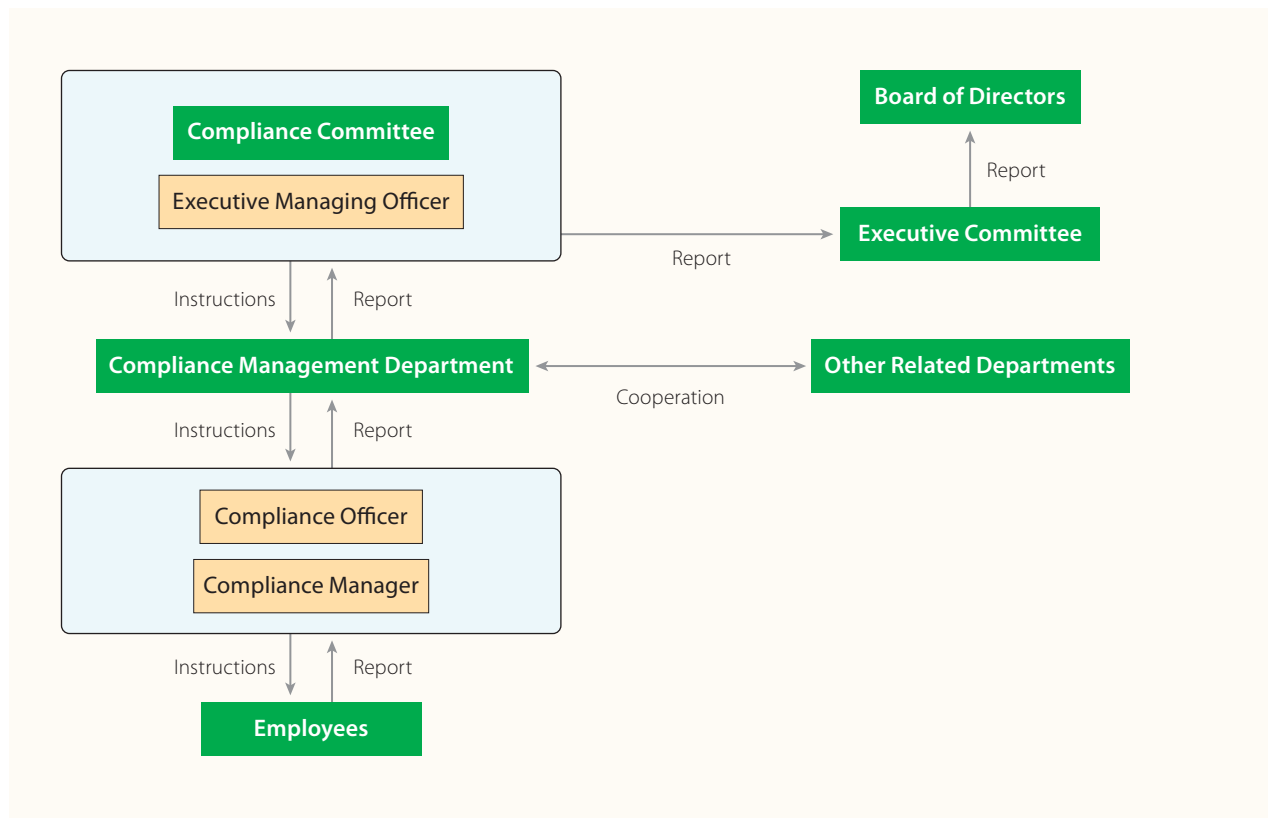 Compliance Committee
Executive Managing Officer
Board of Directors
Report
Executive Committee
Report
Instructions
Report
Compliance Management Department
Other Related Departments
Cooperation
Instructions
Report
Compliance Officer
Compliance Manager
Instructions
Report
Employees